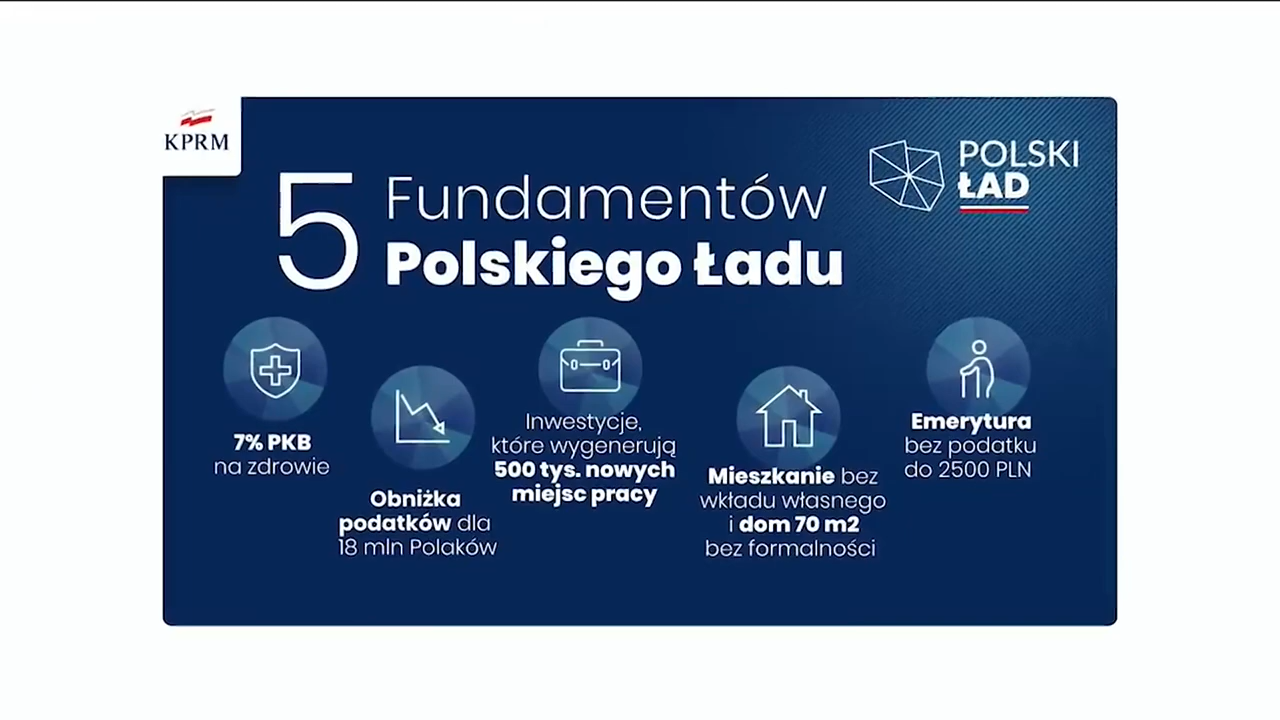 KPRM
POLSKI
ŁAD
5
Fundamentów
Polskiego Ładu
7% PKB
na zdrowie
Obniżka
podatków dla
18 mln Polaków
Inwestycje,
które wygenerują
500 tys. nowych
miejsc pracy
Mieszkanie bez
wkładu własnego
i dom 70 m2
bez formalności
Emerytura
bez podatku
do 2500 PLN